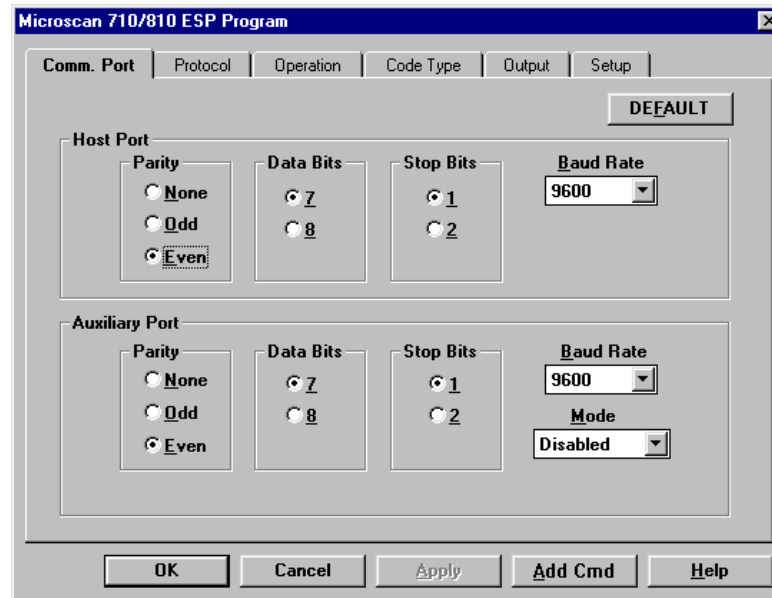 Microscan 710/810 ESP Program
Comm. Port Protocol Operation Code Type Output Setup
DEFAULT
Host Port
Parity Data Bits Stop Bits Baud Rate
None 7 1 9600
Odd 8 2
Even
Auxiliary Port
Parity Data Bits Stop Bits Baud Rate
None 7 1 9600
Odd 8 2 Mode
Even Disabled
OK Cancel Apply Add Cmd Help